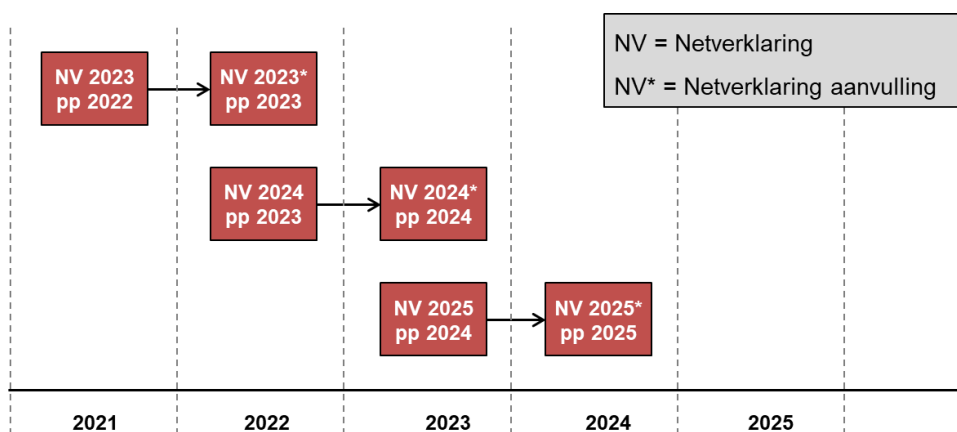 NV = Netverklaring
NV* = Netverklaring aanvulling
NV 2023
pp 2022
NV 2023*
pp 2023
NV 2024
pp 2023
NV 2024*
pp 2024
NV 2025
pp 2024
NV 2025*
pp 2025
2021
2022
2023
2024
2025